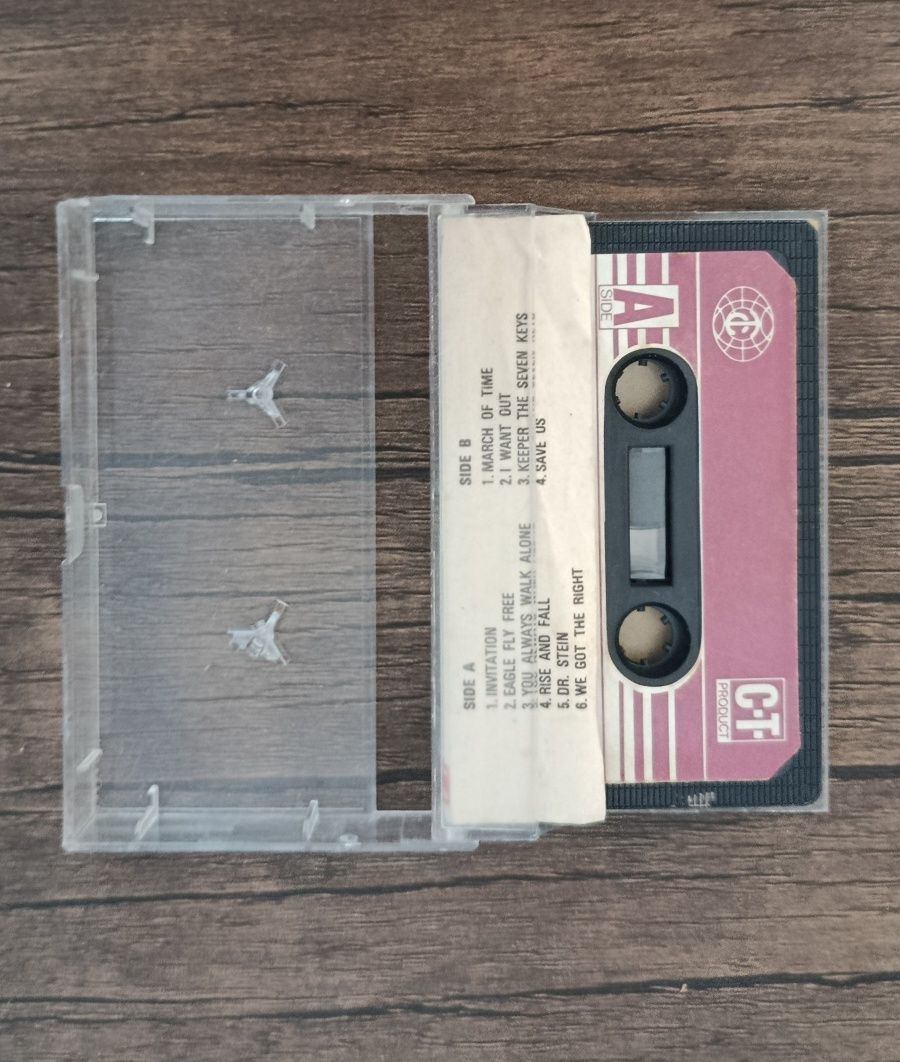 SIDE A
1. INVITATION
2. EAGLE FLY FREE
3. YOU ALWAYS WALK ALONE
4. RISE AND FALL
5. DR. STEIN
6. WE GOT THE RIGHT
SIDE B
1. MARCH OF TIME
2. I WANT OUT
3. KEEPER THE SEVEN KEYS
4. SAVE US
A
SIDE
C-T-
PRODUCT